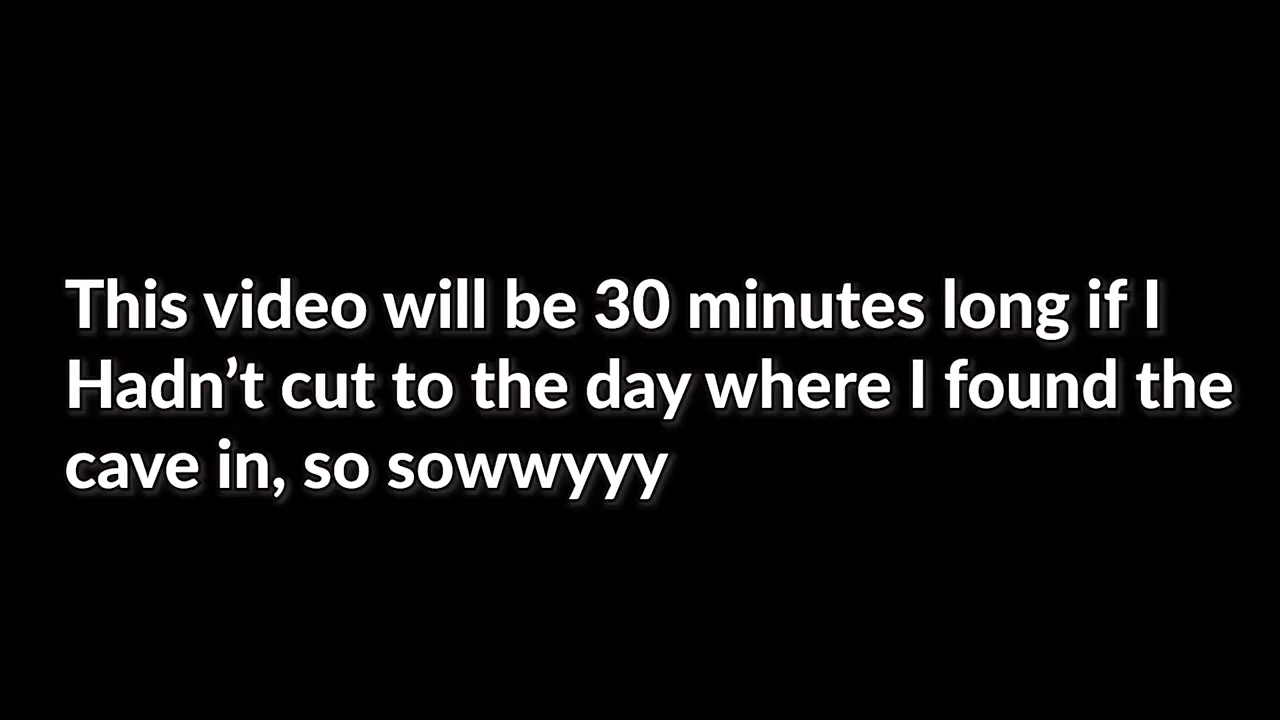 This video will be 30 minutes long if I
Hadn’t cut to the day where I found the
cave in, so sowwyyy